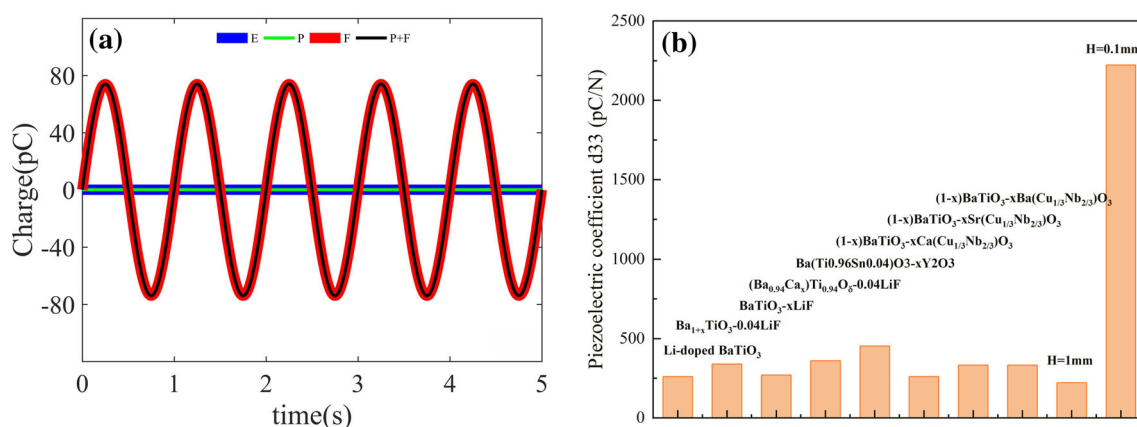 (a)
E P F P+F
Charge(pC)
80
40
0
-40
-80
0 1 2 3 4 5
time(s)
(b)
Piezoelectric coefficient d33 (pC/N)
2500
2000
1500
1000
500
0
H=0.1mm
(1-x)BaTiO₃-xBa(Cu₁/₃Nb₂/₃)O₃
(1-x)BaTiO₃-xSr(Cu₁/₃Nb₂/₃)O₃
(1-x)BaTiO₃-xCa(Cu₁/₃Nb₂/₃)O₃
Ba(Ti0.96Sn0.04)O3-xY2O3
(Ba₀.₉₄Caₓ)Ti₀.₉₄Oδ-0.04LiF
BaTiO₃-xLiF
Ba₁₊ₓTiO₃-0.04LiF
Li-doped BaTiO₃
H=1mm